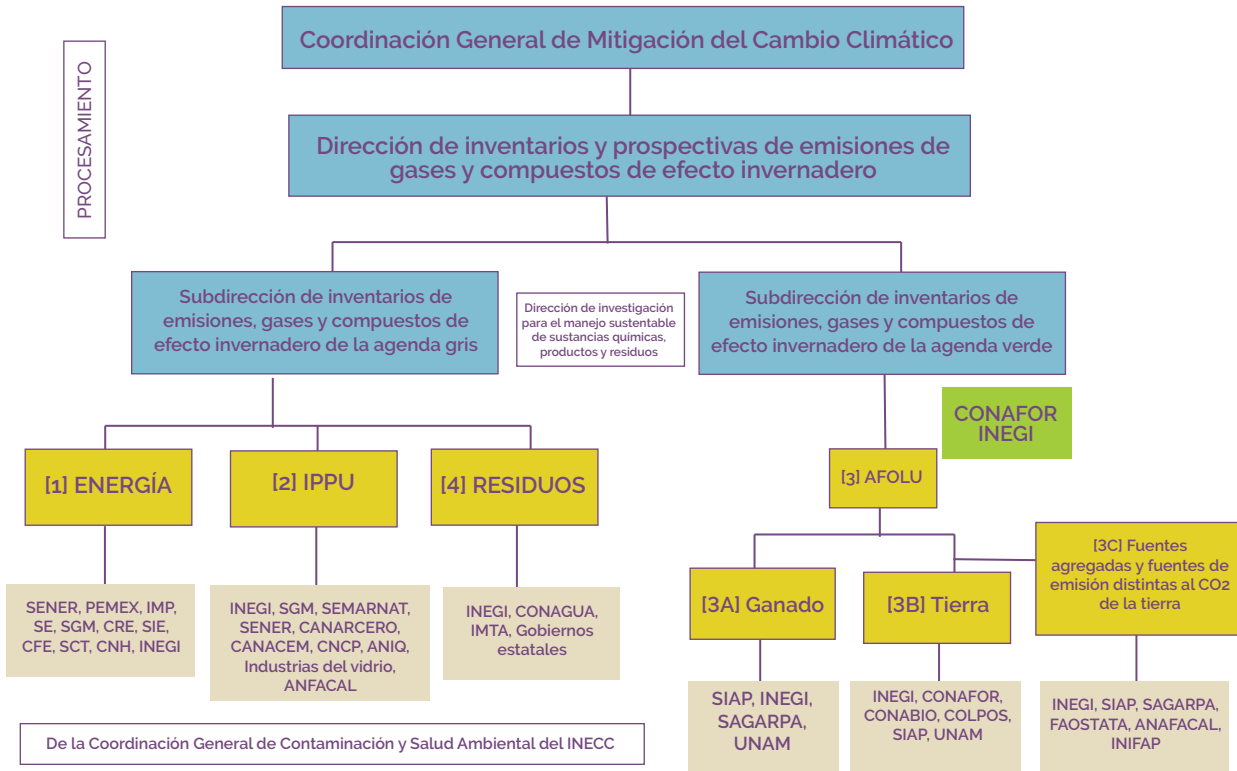 PROCESAMIENTO
Coordinación General de Mitigación del Cambio Climático
Dirección de inventarios y prospectivas de emisiones de
gases y compuestos de efecto invernadero
Subdirección de inventarios de
emisiones, gases y compuestos de
efecto invernadero de la agenda gris
Dirección de investigación
para el manejo sustentable
de sustancias químicas,
productos y residuos
Subdirección de inventarios de
emisiones, gases y compuestos de
efecto invernadero de la agenda verde
CONAFOR
INEGI
[1] ENERGÍA
[2] IPPU
[4] RESIDUOS
[3] AFOLU
SENER, PEMEX, IMP,
SE, SGM, CRE, SIE,
CFE, SCT, CNH, INEGI
INEGI, SGM, SEMARNAT,
SENER, CANARCERO,
CANACEM, CNCP, ANIQ,
Industrias del vidrio,
ANFACAL
INEGI, CONAGUA,
IMTA, Gobiernos
estatales
[3A] Ganado
[3B] Tierra
[3C] Fuentes
agregadas y fuentes de
emisión distintas al CO2
de la tierra
SIAP, INEGI,
SAGARPA,
UNAM
INEGI, CONAFOR,
CONABIO, COLPOS,
SIAP, UNAM
INEGI, SIAP, SAGARPA,
FAOSTATA, ANAFACAL,
INIFAP
De la Coordinación General de Contaminación y Salud Ambiental del INECC